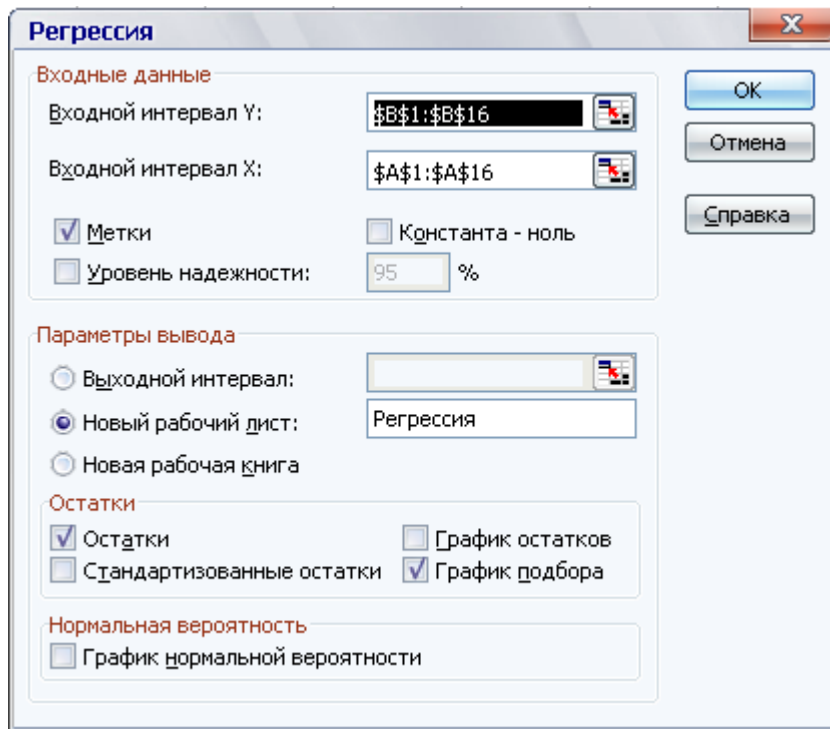 Регрессия
Входные данные
Входной интервал Y: $B$1:$B$16
Входной интервал X: $A$1:$A$16
Метки Константа - ноль
Уровень надежности: 95 %
OK
Отмена
Справка
Параметры вывода
Выходной интервал:
Новый рабочий лист: Регрессия
Новая рабочая книга
Остатки
Остатки График остатков
Стандартизованные остатки График подбора
Нормальная вероятность
График нормальной вероятности